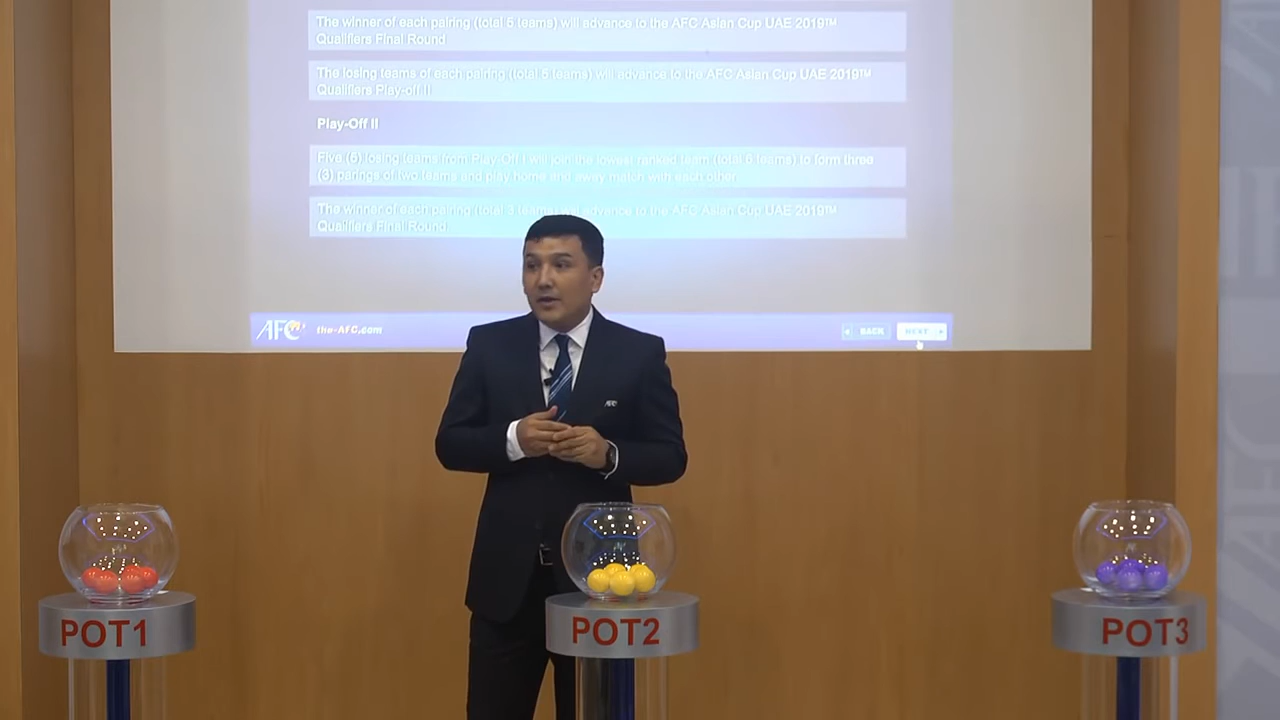 The winner of each pairing (total 5 teams) will advance to the AFC Asian Cup UAE 2019™
Qualifiers Final Round
The losing teams of each pairing (total 5 teams) will advance to the AFC Asian Cup UAE 2019™
Qualifiers Play-off II
Play-Off II
Five (5) losing teams from Play-Off I will join the lowest ranked team (total 6 teams) to form three
(3) parings of two teams and play home and away match with each other.
The winner of each pairing (total 3 teams) will advance to the AFC Asian Cup UAE 2019™
Qualifiers Final Round.
AFC the-AFC.com
BACK NEXT
AFC
POT1
POT2
POT3